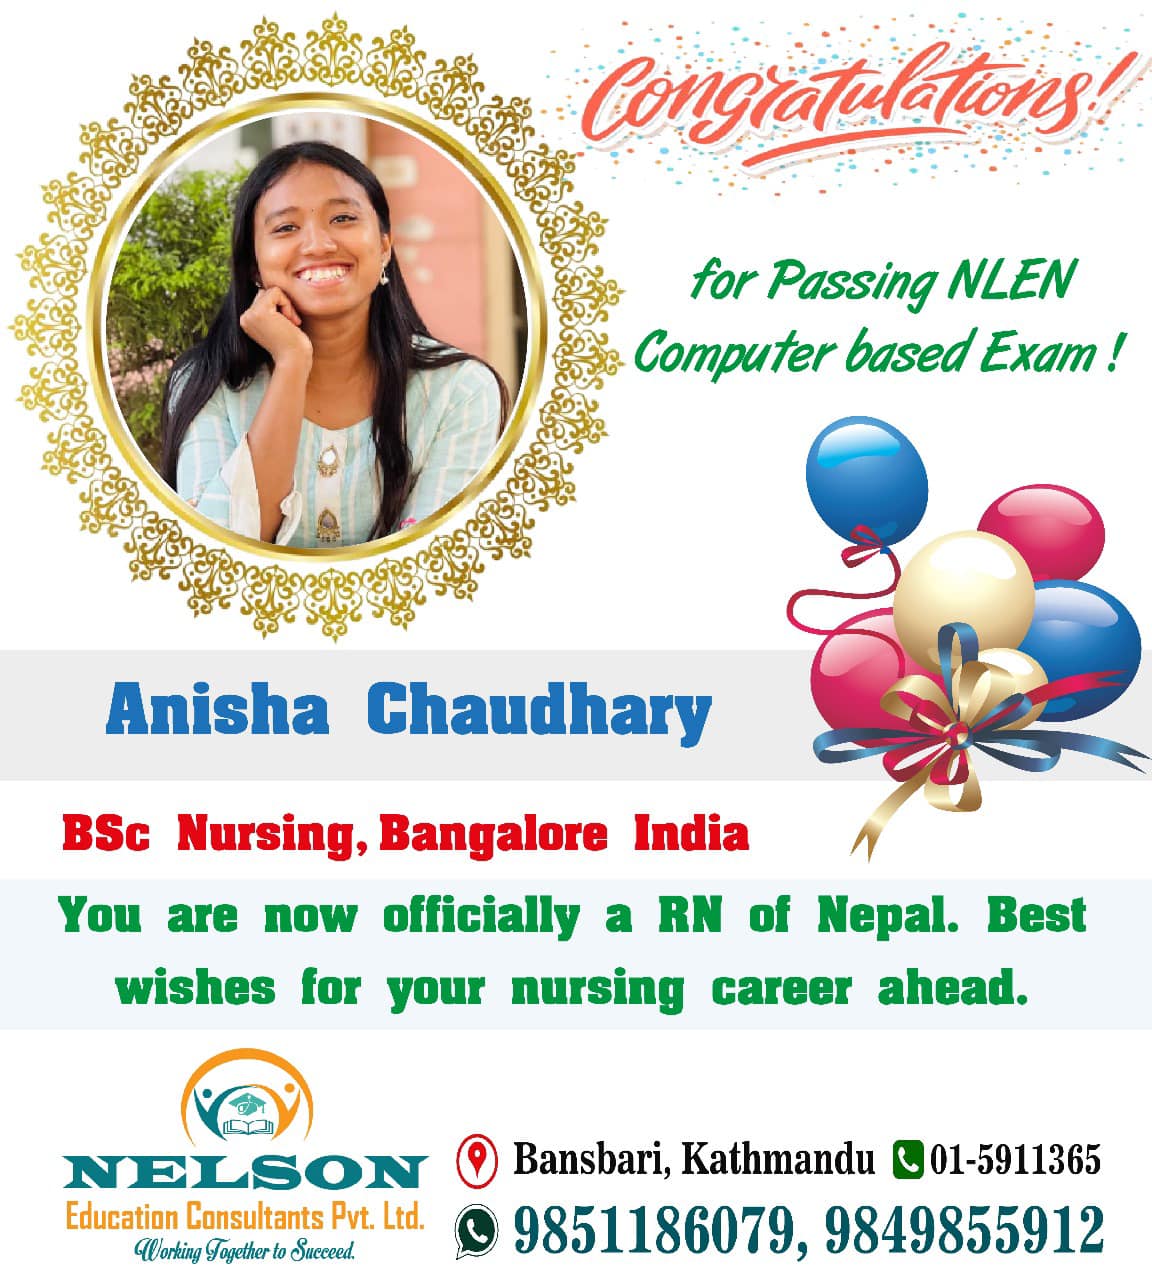 Congratulations!
for Passing NLEN
Computer based Exam !
Anisha Chaudhary
BSc Nursing, Bangalore India
You are now officially a RN of Nepal. Best
wishes for your nursing career ahead.
NELSON
Education Consultants Pvt. Ltd.
Working Together to Succeed.
Bansbari, Kathmandu 01-5911365
9851186079, 9849855912